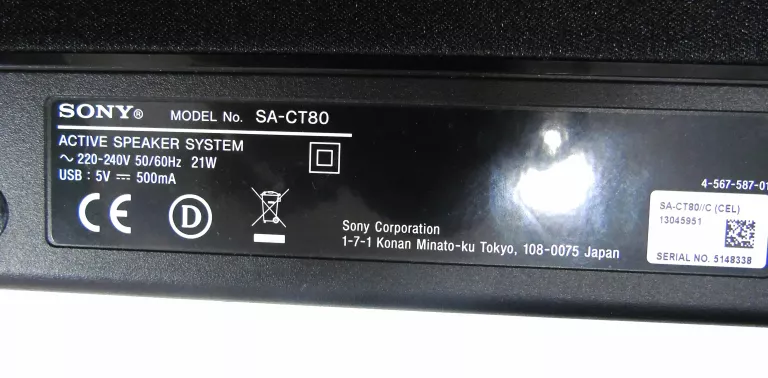 SONY® MODEL No. SA-CT80
ACTIVE SPEAKER SYSTEM
～ 220-240V 50/60Hz 21W
USB : 5V ⎓ 500mA
CE D
Sony Corporation
1-7-1 Konan Minato-ku Tokyo, 108-0075 Japan
4-567-587-01
SA-CT80//C (CEL)
13045951
SERIAL NO. 5148338